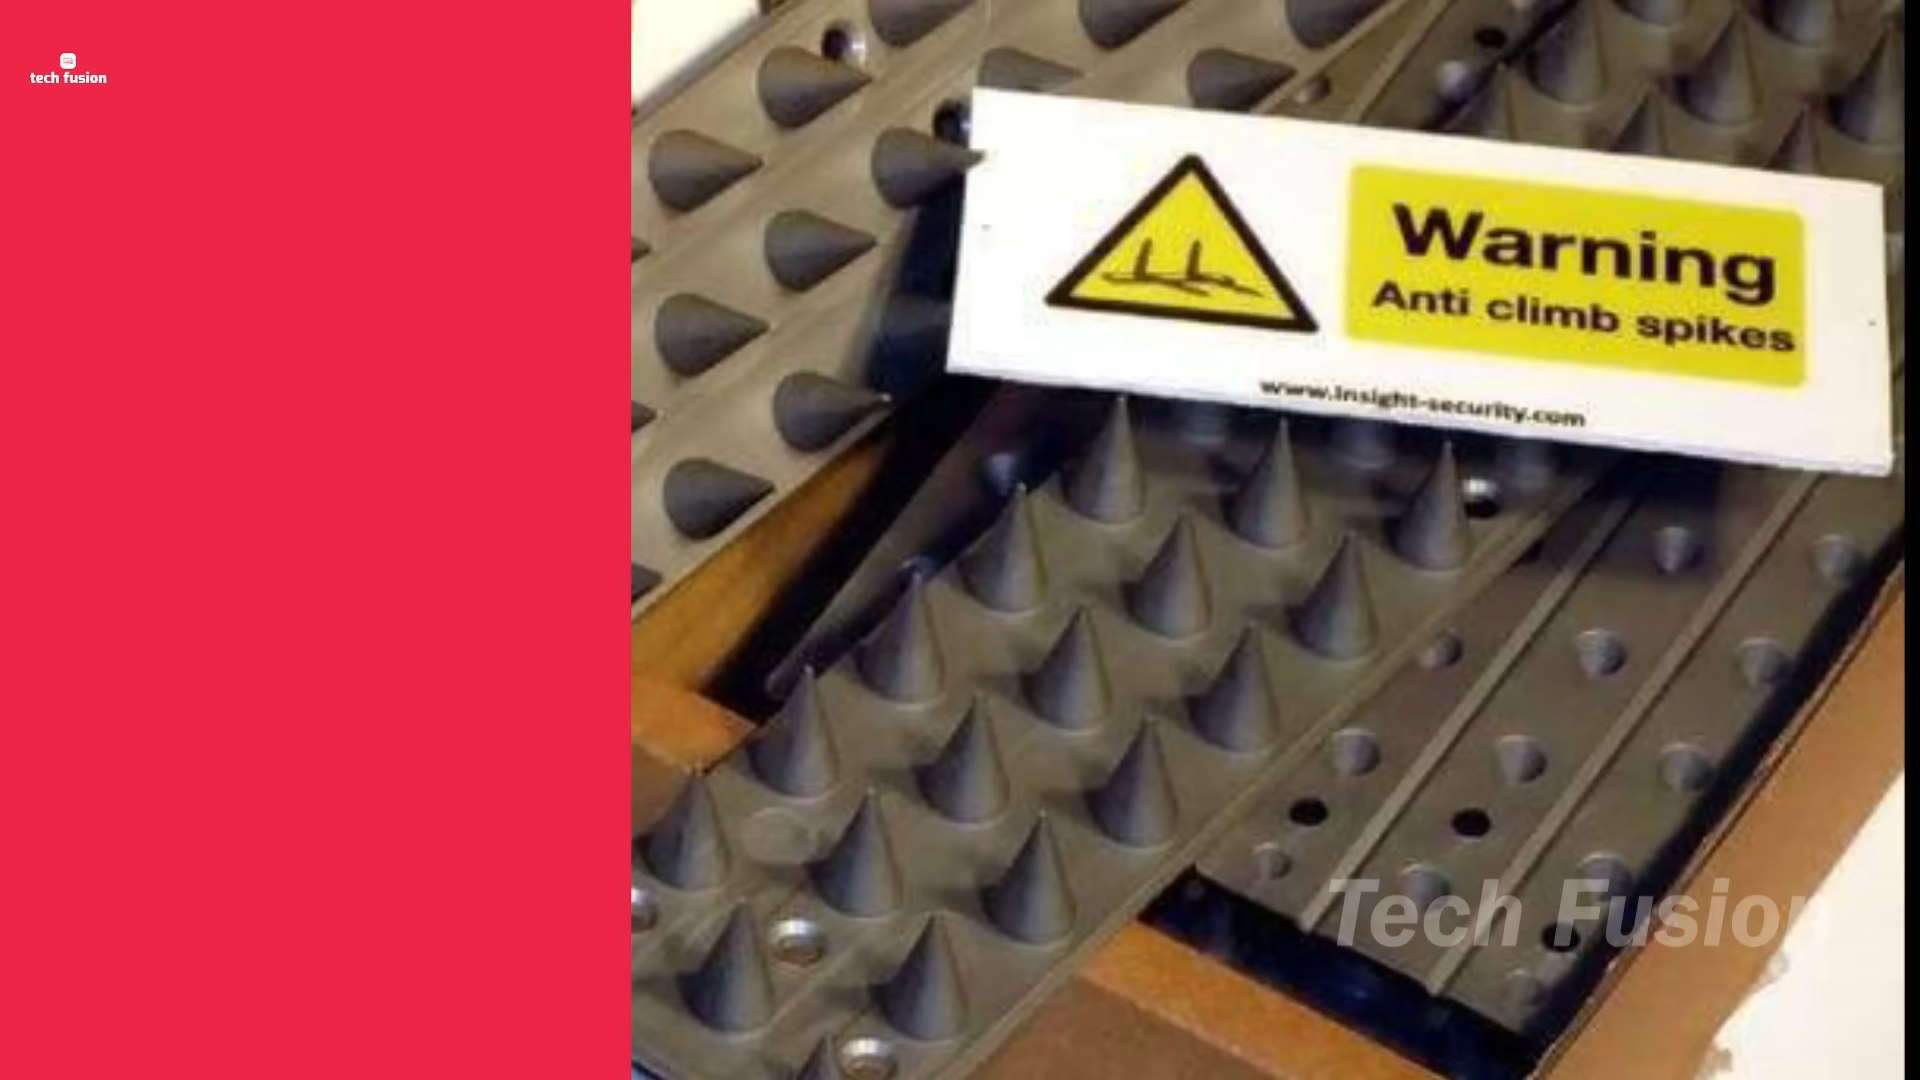 tech fusion
Warning
Anti climb spikes
www.insight-security.com
Tech Fusion